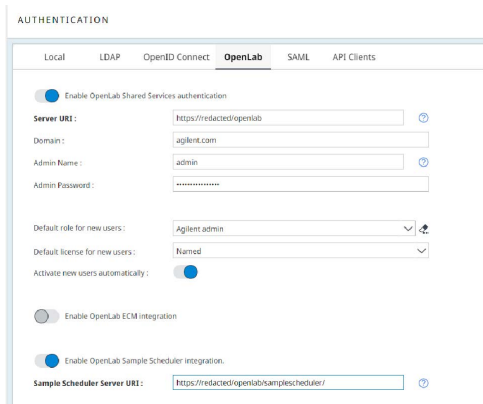 AUTHENTICATION
Local LDAP OpenID Connect OpenLab SAML API Clients
Enable OpenLab Shared Services authentication
Server URI : https://redacted/openlab
Domain : agilent.com
Admin Name : admin
Admin Password : ••••••••••••••••
Default role for new users : Agilent admin
Default license for new users : Named
Activate new users automatically :
Enable OpenLab ECM integration
Enable OpenLab Sample Scheduler integration.
Sample Scheduler Server URI : https://redacted/openlab/samplescheduler/